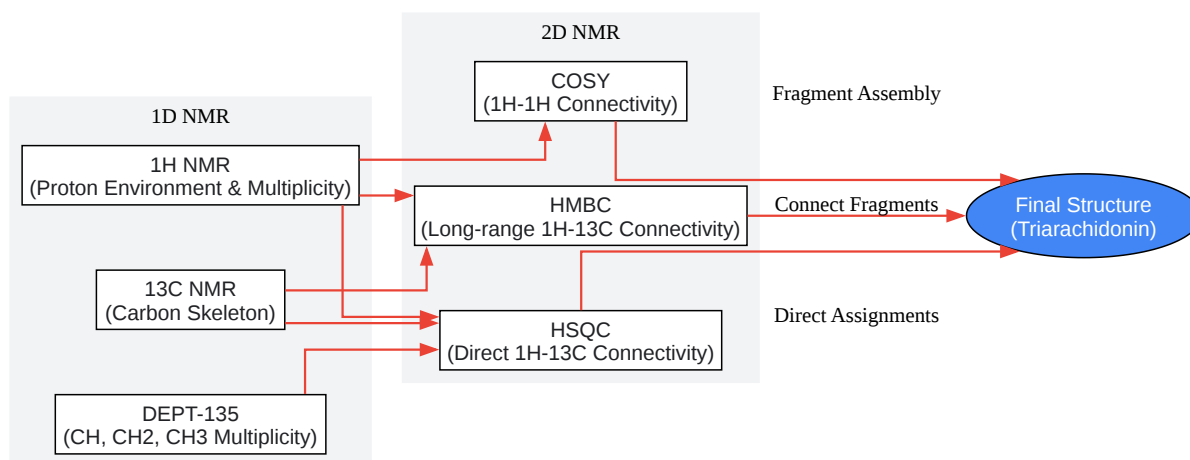 1D NMR
1H NMR
(Proton Environment & Multiplicity)
13C NMR
(Carbon Skeleton)
DEPT-135
(CH, CH2, CH3 Multiplicity)
2D NMR
COSY
(1H-1H Connectivity)
HMBC
(Long-range 1H-13C Connectivity)
HSQC
(Direct 1H-13C Connectivity)
Fragment Assembly
Connect Fragments
Direct Assignments
Final Structure
(Triarachidonin)